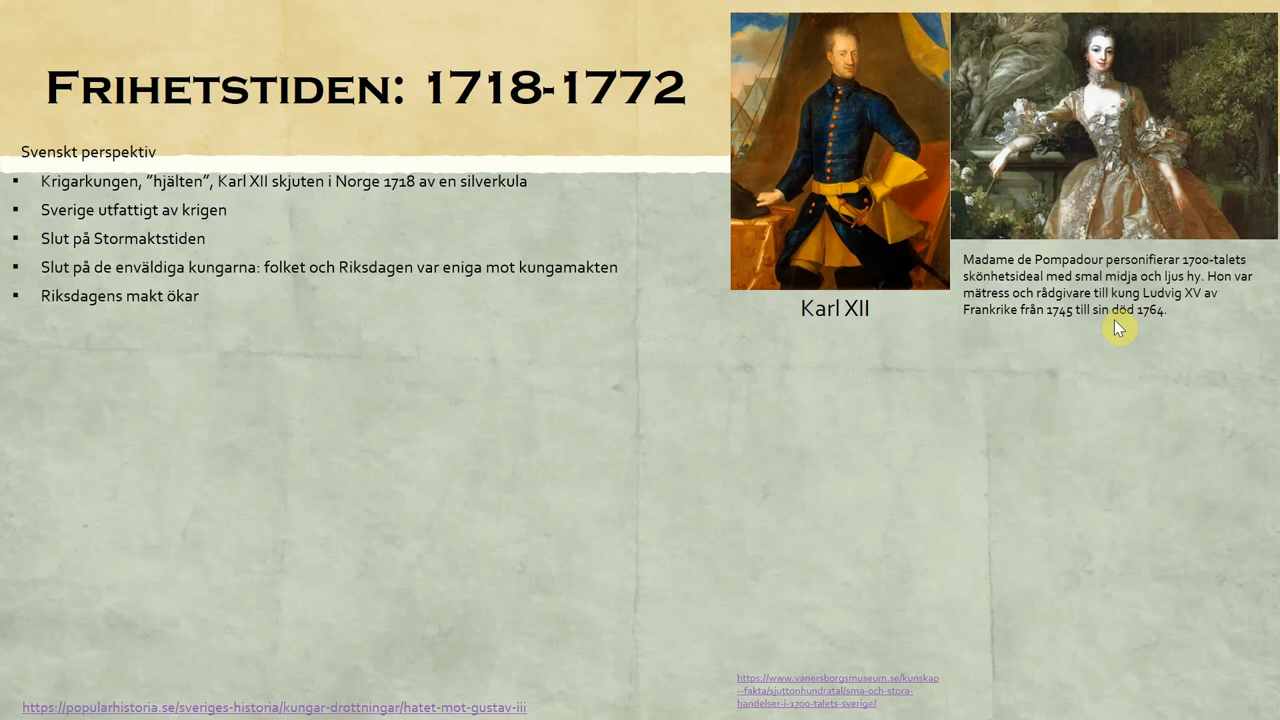 Frihetstiden: 1718-1772
Svenskt perspektiv
▪ Krigarkungen, ”hjälten”, Karl XII skjuten i Norge 1718 av en silverkula
▪ Sverige utfattigt av krigen
▪ Slut på Stormaktstiden
▪ Slut på de enväldiga kungarna: folket och Riksdagen var eniga mot kungamakten
▪ Riksdagens makt ökar
Karl XII
Madame de Pompadour personifierar 1700-talets
skönhetsideal med smal midja och ljus hy. Hon var
mätress och rådgivare till kung Ludvig XV av
Frankrike från 1745 till sin död 1764.
https://www.vanersborgsmuseum.se/kunskap
--fakta/sjuttonhundratal/sma-och-stora-
handelser-i-1700-talets-sverige/
https://popularhistoria.se/sveriges-historia/kungar-drottningar/hatet-mot-gustav-iii